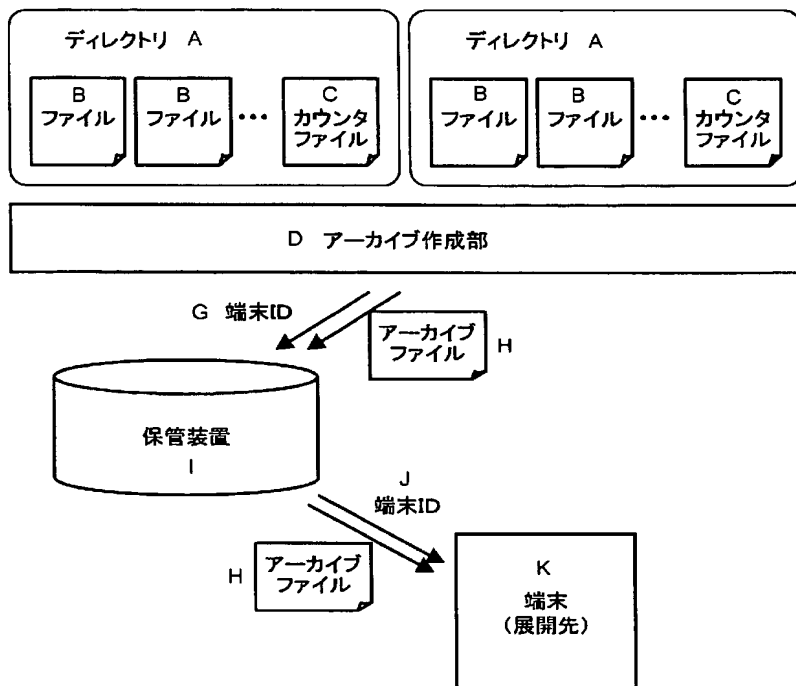 ディレクトリ A
B
ファイル
B
ファイル
•••
C
カウンタ
ファイル
ディレクトリ A
B
ファイル
B
ファイル
•••
C
カウンタ
ファイル
D アーカイブ作成部
G 端末ID
アーカイブ
ファイル
H
保管装置
I
J
端末ID
H
アーカイブ
ファイル
K
端末
(展開先)